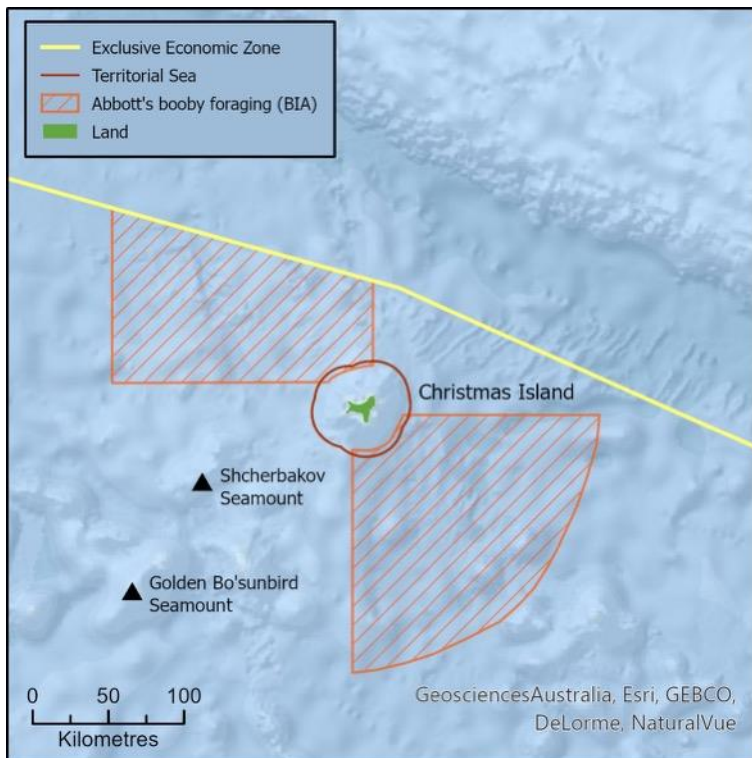 Exclusive Economic Zone
Territorial Sea
Abbott's booby foraging (BIA)
Land
Christmas Island
Shcherbakov
Seamount
Golden Bo'sunbird
Seamount
0 50 100
Kilometres
GeosciencesAustralia, Esri, GEBCO,
DeLorme, NaturalVue